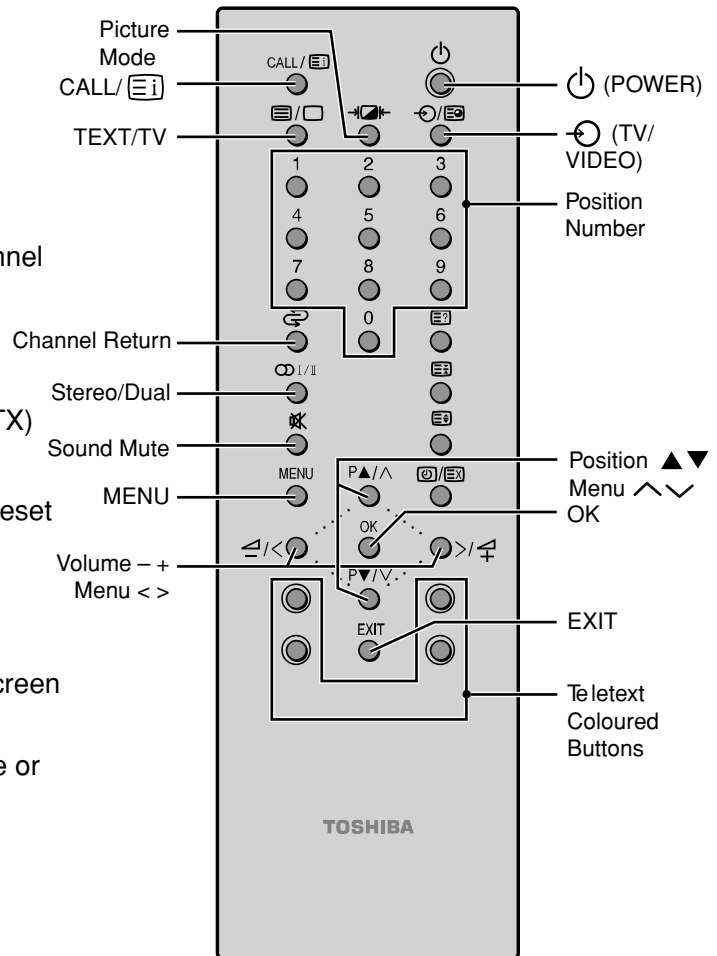 Picture
Mode
CALL/
TEXT/TV
Channel Return
Stereo/Dual
TX)
Sound Mute
MENU
eset
Volume – +
Menu < >
creen
e or
nnel
CALL/
1 2 3
4 5 6
7 8 9
0
I/II
MENU
P▲/∧
OK
P▼/∨
EXIT
TOSHIBA
(POWER)
(TV/
VIDEO)
Position
Number
Position ▲▼
Menu ∧∨
OK
EXIT
Teletext
Coloured
Buttons